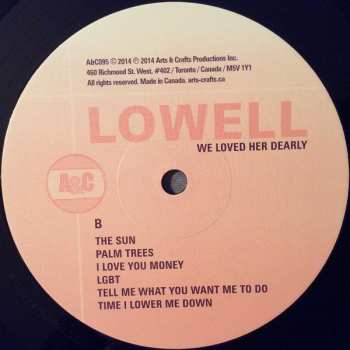 AbC095 © 2014 ℗ 2014 Arts & Crafts Productions Inc.
460 Richmond St. West. #402 / Toronto / Canada / M5V 1Y1
All rights reserved. Made in Canada. arts-crafts.ca
LOWELL
WE LOVED HER DEARLY
A&C
B
THE SUN
PALM TREES
I LOVE YOU MONEY
LGBT
TELL ME WHAT YOU WANT ME TO DO
TIME I LOWER ME DOWN